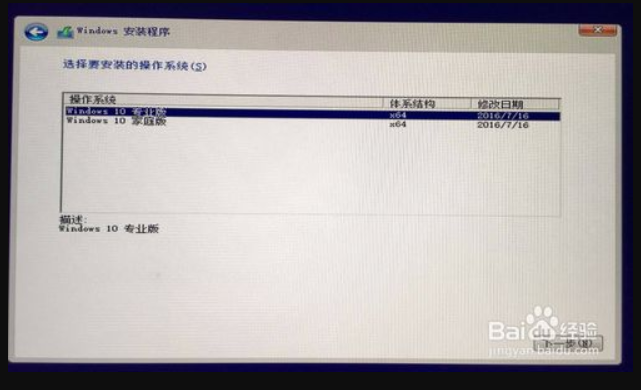 Windows 安装程序
选择要安装的操作系统(S)
操作系统 体系结构 修改日期
Windows 10 专业版 x64 2016/7/16
Windows 10 家庭版 x64 2016/7/16
描述:
Windows 10 专业版
Baidu 经验
下一步(N)
jingyan.baidu.com